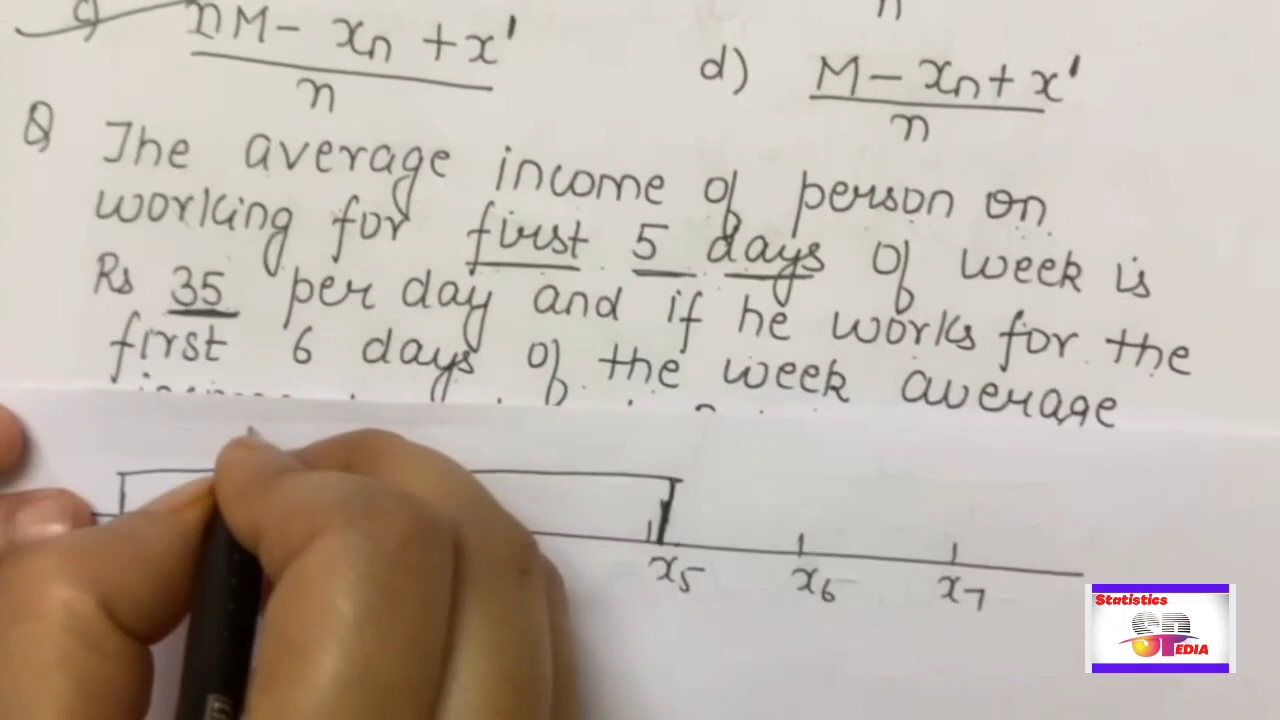 c) nM - xn + x'
n
n
d) M - xn + x'
n
Q The average income of person on
working for first 5 days of week is
Rs 35 per day and if he works for the
first 6 days of the week average
x5 x6 x7
Statistics
PEDIA